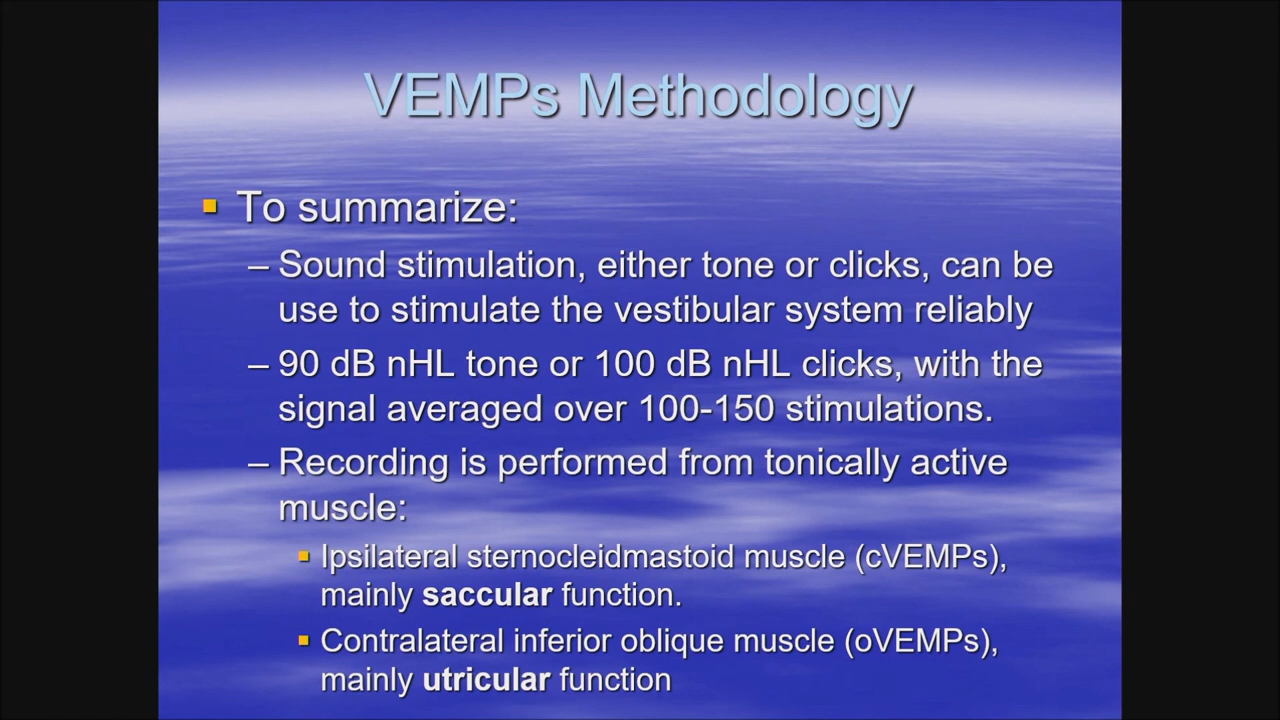 VEMPs Methodology
To summarize:
– Sound stimulation, either tone or clicks, can be
use to stimulate the vestibular system reliably
– 90 dB nHL tone or 100 dB nHL clicks, with the
signal averaged over 100-150 stimulations.
– Recording is performed from tonically active
muscle:
Ipsilateral sternocleidmastoid muscle (cVEMPs),
mainly saccular function.
Contralateral inferior oblique muscle (oVEMPs),
mainly utricular function